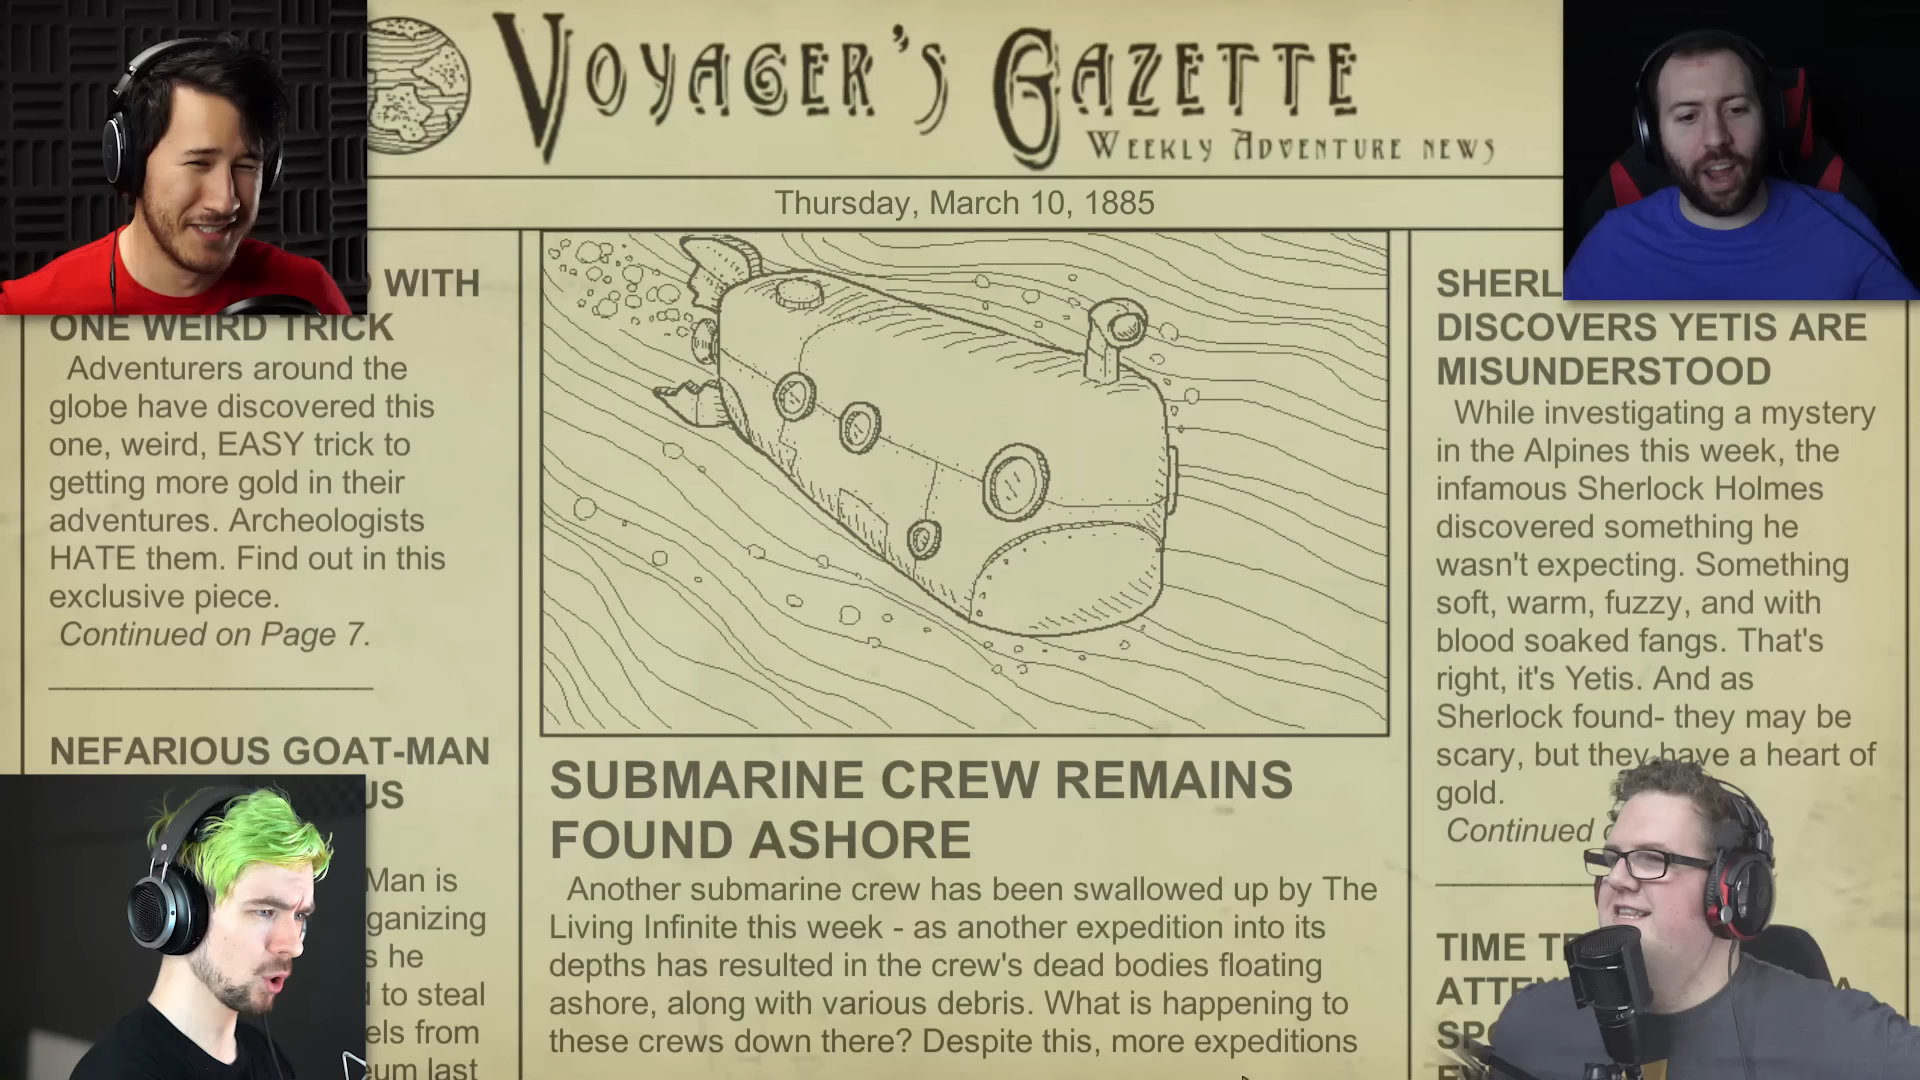 VOYAGER'S GAZETTE
WEEKLY ADVENTURE NEWS
Thursday, March 10, 1885
WITH
ONE WEIRD TRICK
Adventurers around the
globe have discovered this
one, weird, EASY trick to
getting more gold in their
adventures. Archeologists
HATE them. Find out in this
exclusive piece.
Continued on Page 7.
NEFARIOUS GOAT-MAN
Man is
he
to steal
from
last
SUBMARINE CREW REMAINS
FOUND ASHORE
Another submarine crew has been swallowed up by The
Living Infinite this week - as another expedition into its
depths has resulted in the crew's dead bodies floating
ashore, along with various debris. What is happening to
these crews down there? Despite this, more expeditions
DISCOVERS YETIS ARE
MISUNDERSTOOD
While investigating a mystery
in the Alpines this week, the
infamous Sherlock Holmes
discovered something he
wasn't expecting. Something
soft, warm, fuzzy, and with
blood soaked fangs. That's
right, it's Yetis. And as
Sherlock found- they may be
scary, but they have a heart of
gold.
Continued
TIME